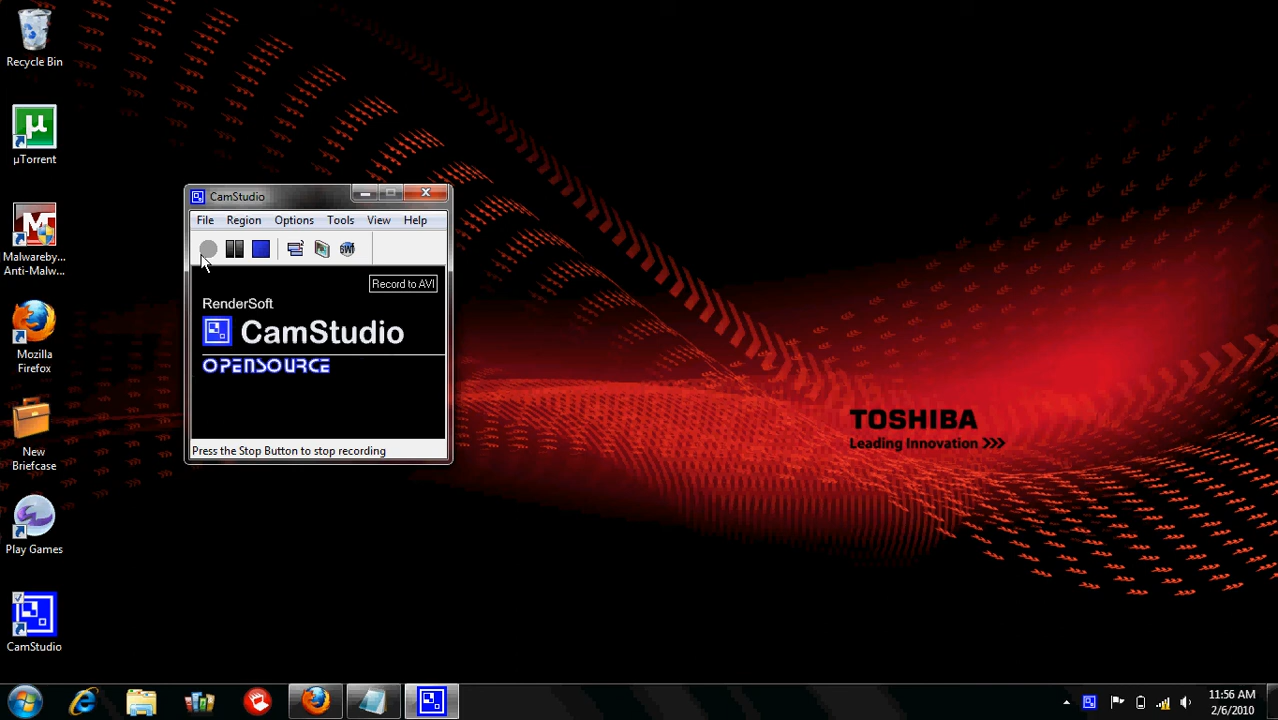 Recycle Bin
µ
µTorrent
Malwareby...
Anti-Malw...
Mozilla
Firefox
New
Briefcase
Play Games
CamStudio
CamStudio
File Region Options Tools View Help
SWF
Record to AVI
RenderSoft
CamStudio
OPENSOURCE
Press the Stop Button to stop recording
TOSHIBA
Leading Innovation >>>
11:56 AM
2/6/2010